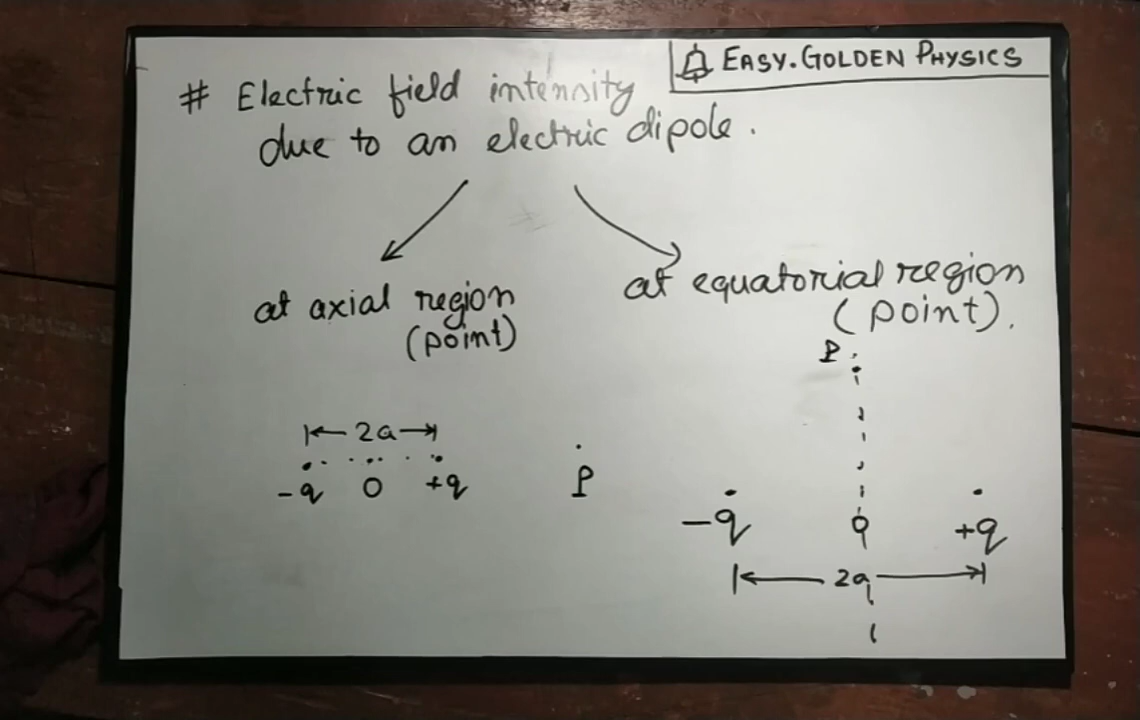 EASY.GOLDEN PHYSICS
# Electric field intensity
due to an electric dipole.
at axial region
(point)
at equatorial region
(point).
P
2a
-q O +q P
-q O +q
2a